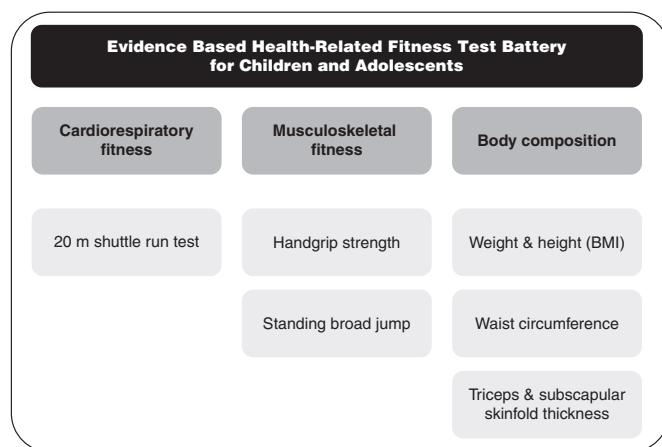 Evidence Based Health-Related Fitness Test Battery
for Children and Adolescents
Cardiorespiratory
fitness
Musculoskeletal
fitness
Body composition
20 m shuttle run test
Handgrip strength
Weight & height (BMI)
Standing broad jump
Waist circumference
Triceps & subscapular
skinfold thickness